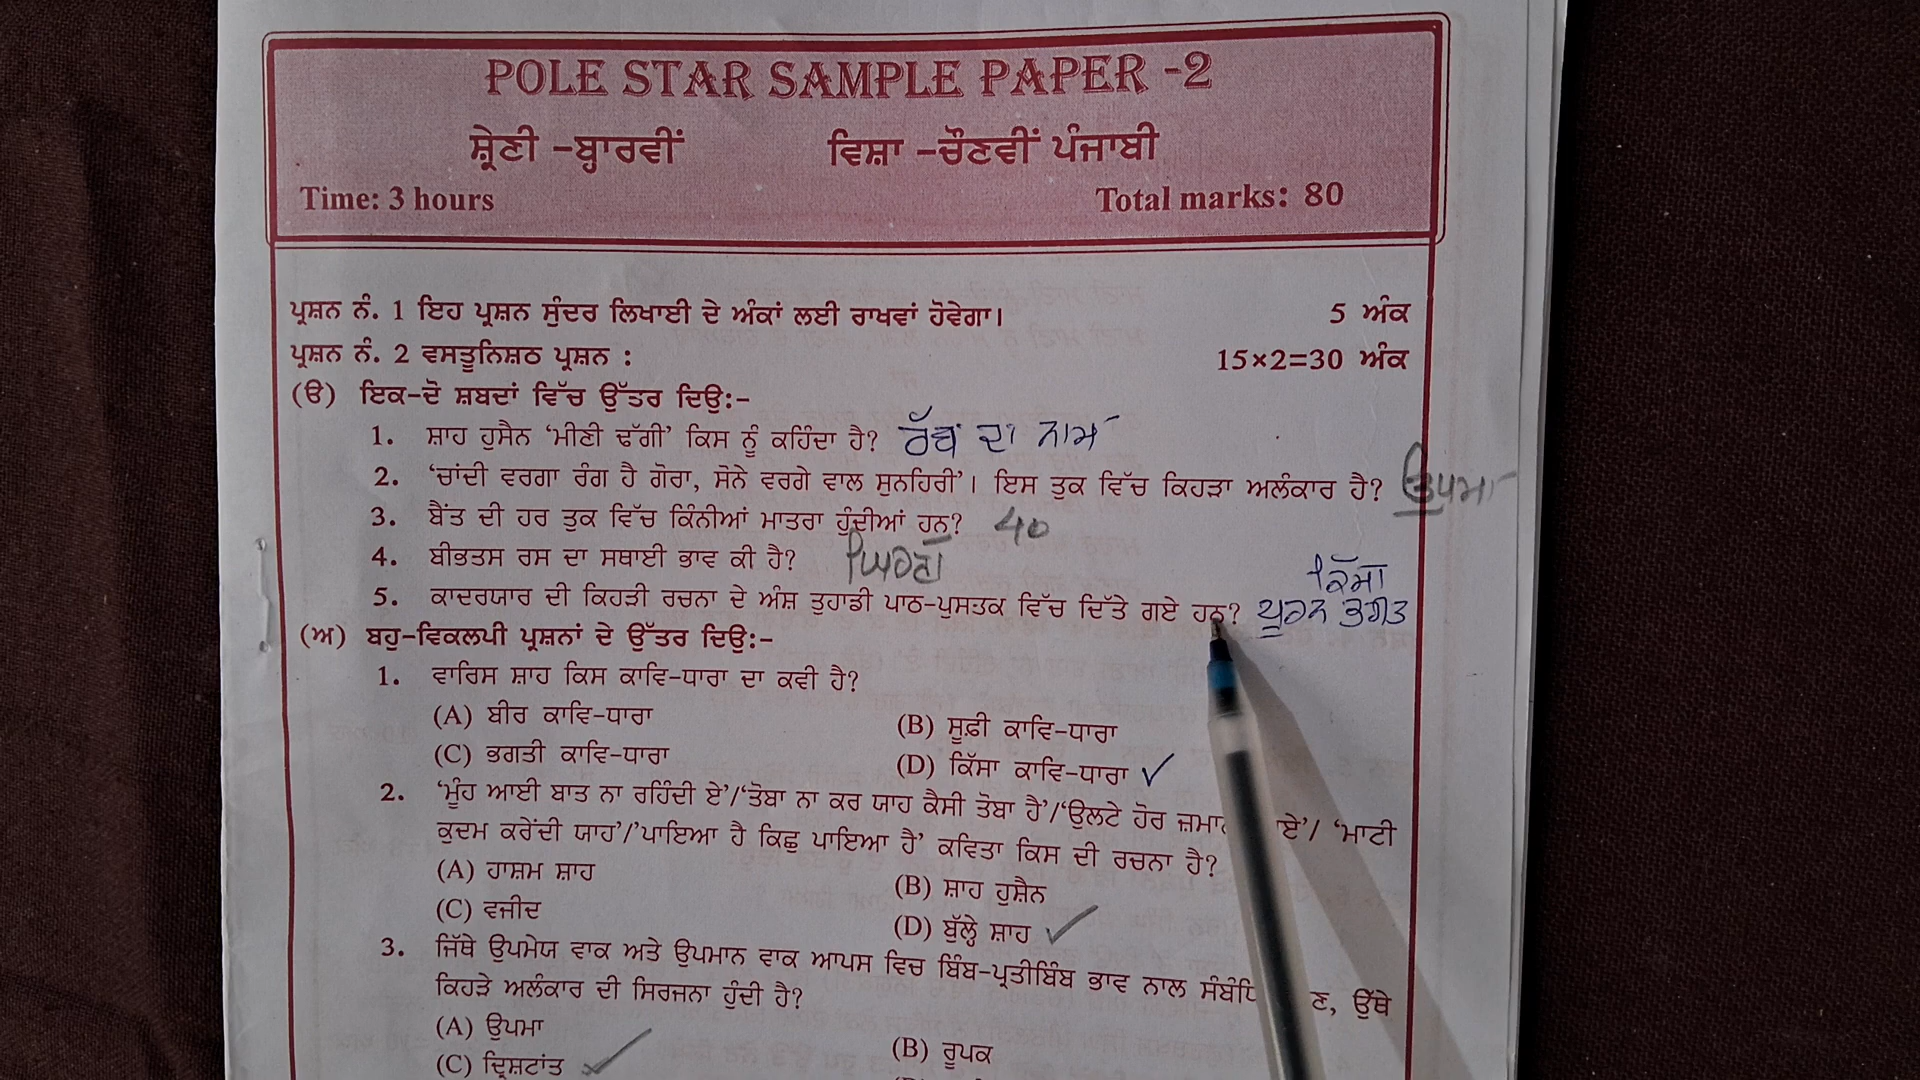 POLE STAR SAMPLE PAPER -2
ਸ਼੍ਰੇਣੀ -ਬ੍ਹਾਰਵੀਂ ਵਿਸ਼ਾ -ਚੌਣਵੀਂ ਪੰਜਾਬੀ
Time: 3 hours Total marks: 80
ਪ੍ਰਸ਼ਨ ਨੰ. 1 ਇਹ ਪ੍ਰਸ਼ਨ ਸੁੰਦਰ ਲਿਖਾਈ ਦੇ ਅੰਕਾਂ ਲਈ ਰਾਖਵਾਂ ਹੋਵੇਗਾ। 5 ਅੰਕ
ਪ੍ਰਸ਼ਨ ਨੰ. 2 ਵਸਤੂਨਿਸ਼ਠ ਪ੍ਰਸ਼ਨ : 15×2=30 ਅੰਕ
(ੳ) ਇਕ-ਦੋ ਸ਼ਬਦਾਂ ਵਿੱਚ ਉੱਤਰ ਦਿਉ:-
1. ਸ਼ਾਹ ਹੁਸੈਨ ‘ਮੀਣੀ ਢੱਗੀ’ ਕਿਸ ਨੂੰ ਕਹਿੰਦਾ ਹੈ? ਰੱਬ ਦਾ ਨਾਮ
2. ‘ਚਾਂਦੀ ਵਰਗਾ ਰੰਗ ਹੈ ਗੋਰਾ, ਸੋਨੇ ਵਰਗੇ ਵਾਲ ਸੁਨਹਿਰੀ’। ਇਸ ਤੁਕ ਵਿੱਚ ਕਿਹੜਾ ਅਲੰਕਾਰ ਹੈ? ਉਪਮਾ
3. ਬੈਂਤ ਦੀ ਹਰ ਤੁਕ ਵਿੱਚ ਕਿੰਨੀਆਂ ਮਾਤਰਾ ਹੁੰਦੀਆਂ ਹਨ? 40
4. ਬੀਭਤਸ ਰਸ ਦਾ ਸਥਾਈ ਭਾਵ ਕੀ ਹੈ?
5. ਕਾਦਰਯਾਰ ਦੀ ਕਿਹੜੀ ਰਚਨਾ ਦੇ ਅੰਸ਼ ਤੁਹਾਡੀ ਪਾਠ-ਪੁਸਤਕ ਵਿੱਚ ਦਿੱਤੇ ਗਏ ਹਨ? ਕਿੱਸਾ ਪੂਰਨ ਭਗਤ
(ਅ) ਬਹੁ-ਵਿਕਲਪੀ ਪ੍ਰਸ਼ਨਾਂ ਦੇ ਉੱਤਰ ਦਿਉ:-
1. ਵਾਰਿਸ ਸ਼ਾਹ ਕਿਸ ਕਾਵਿ-ਧਾਰਾ ਦਾ ਕਵੀ ਹੈ?
(A) ਬੀਰ ਕਾਵਿ-ਧਾਰਾ (B) ਸੂਫ਼ੀ ਕਾਵਿ-ਧਾਰਾ
(C) ਭਗਤੀ ਕਾਵਿ-ਧਾਰਾ (D) ਕਿੱਸਾ ਕਾਵਿ-ਧਾਰਾ ✓
2. ‘ਮੂੰਹ ਆਈ ਬਾਤ ਨਾ ਰਹਿੰਦੀ ਏ’/‘ਤੋਬਾ ਨਾ ਕਰ ਯਾਹ ਕੈਸੀ ਤੋਬਾ ਹੈ’/‘ਉਲਟੇ ਹੋਰ ਏ’/ ‘ਮਾਟੀ
ਕੁਦਮ ਕਰੇਂਦੀ ਯਾਹ’/’ਪਾਇਆ ਹੈ ਕਿਛੁ ਪਾਇਆ ਹੈ’ ਕਵਿਤਾ ਕਿਸ ਦੀ ਰਚਨਾ ਹੈ?
(A) ਹਾਸ਼ਮ ਸ਼ਾਹ (B) ਸ਼ਾਹ ਹੁਸ਼ੈਨ
(C) ਵਜੀਦ (D) ਬੁੱਲ੍ਹੇ ਸ਼ਾਹ ✓
3. ਜਿੱਥੇ ਉਪਮੇਯ ਵਾਕ ਅਤੇ ਉਪਮਾਨ ਵਾਕ ਆਪਸ ਵਿਚ ਬਿੰਬ-ਪ੍ਰਤੀਬਿੰਬ ਭਾਵ ਨਾਲ ਉੱਥੇ
ਕਿਹੜੇ ਅਲੰਕਾਰ ਦੀ ਸਿਰਜਨਾ ਹੁੰਦੀ ਹੈ?
(A) ਉਪਮਾ (B) ਰੂਪਕ
(C) ਦ੍ਰਿਸ਼ਟਾਂਤ ✓